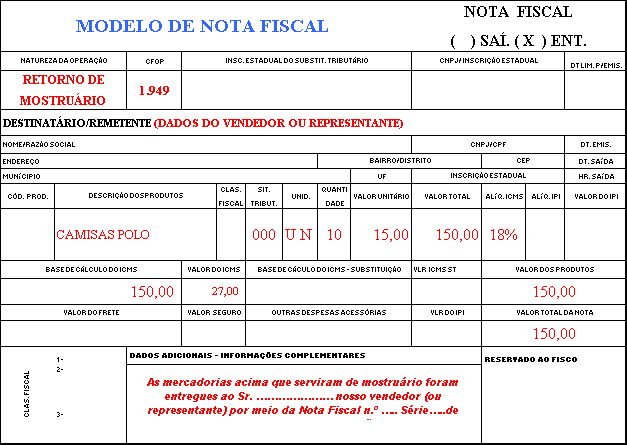 MODELO DE NOTA FISCAL
NOTA FISCAL
( ) SAÍ. ( X ) ENT.
NATUREZA DA OPERAÇÃO CFOP INSC. ESTADUAL DO SUBSTIT. TRIBUTÁRIO CNPJ/INSCRIÇÃO ESTADUAL DT LIM. P/EMIS.
RETORNO DE MOSTRUÁRIO 1.949
DESTINATÁRIO/REMETENTE (DADOS DO VENDEDOR OU REPRESENTANTE)
NOME/RAZÃO SOCIAL CNPJ/CPF DT. EMIS.
ENDEREÇO BAIRRO/DISTRITO CEP DT. SAÍDA
MUNÍCIPIO UF INSCRIÇÃO ESTADUAL HR. SAÍDA
CÓD. PROD. DESCRIÇÃO DOS PRODUTOS CLAS. FISCAL SIT. TRIBUT. UNID. QUANTI DADE VALOR UNITÁRIO VALOR TOTAL ALÍQ. ICMS ALÍQ. IPI VALOR DO IPI
CAMISAS POLO 000 U N 10 15,00 150,00 18%
BASE DE CÁLCULO DO ICMS VALOR DO ICMS BASE DE CÁLCULO DO ICMS - SUBSTITUIÇÃO VLR ICMS ST VALOR DOS PRODUTOS
150,00 27,00 150,00
VALOR DO FRETE VALOR SEGURO OUTRAS DESPESAS ACESSÓRIAS VLR DO IPI VALOR TOTAL DA NOTA
150,00
CLAS. FISCAL
1-
2-
3-
DADOS ADICIONAIS - INFORMAÇÕES COMPLEMENTARES
As mercadorias acima que serviram de mostruário foram
entregues ao Sr. ..................... nosso vendedor (ou
representante) por meio da Nota Fiscal n.º ..... Série.....de
RESERVADO AO FISCO